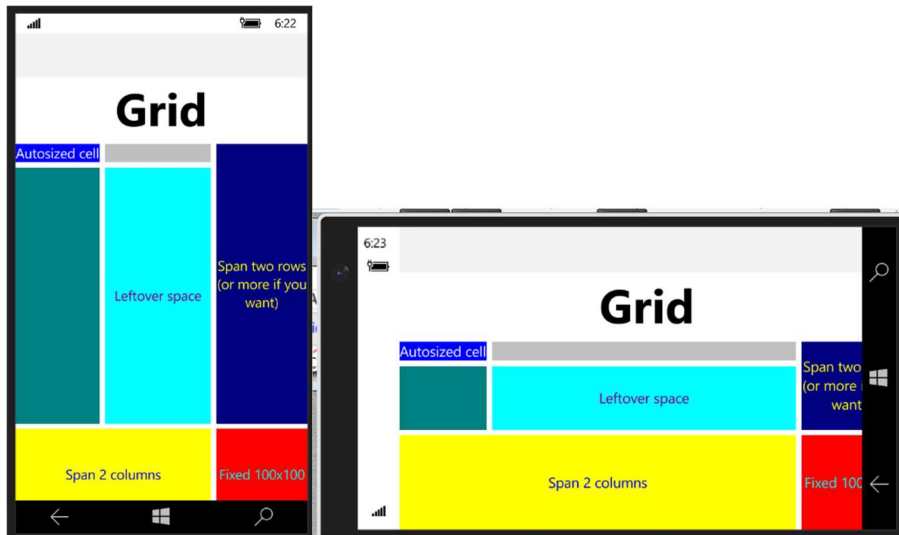 6:22
Grid
Autosized cell
Span two rows
(or more if you
want)
Leftover space
Span 2 columns
Fixed 100x100
6:23
Grid
Autosized cell
Span two
(or more
want
Leftover space
Span 2 columns
Fixed 100